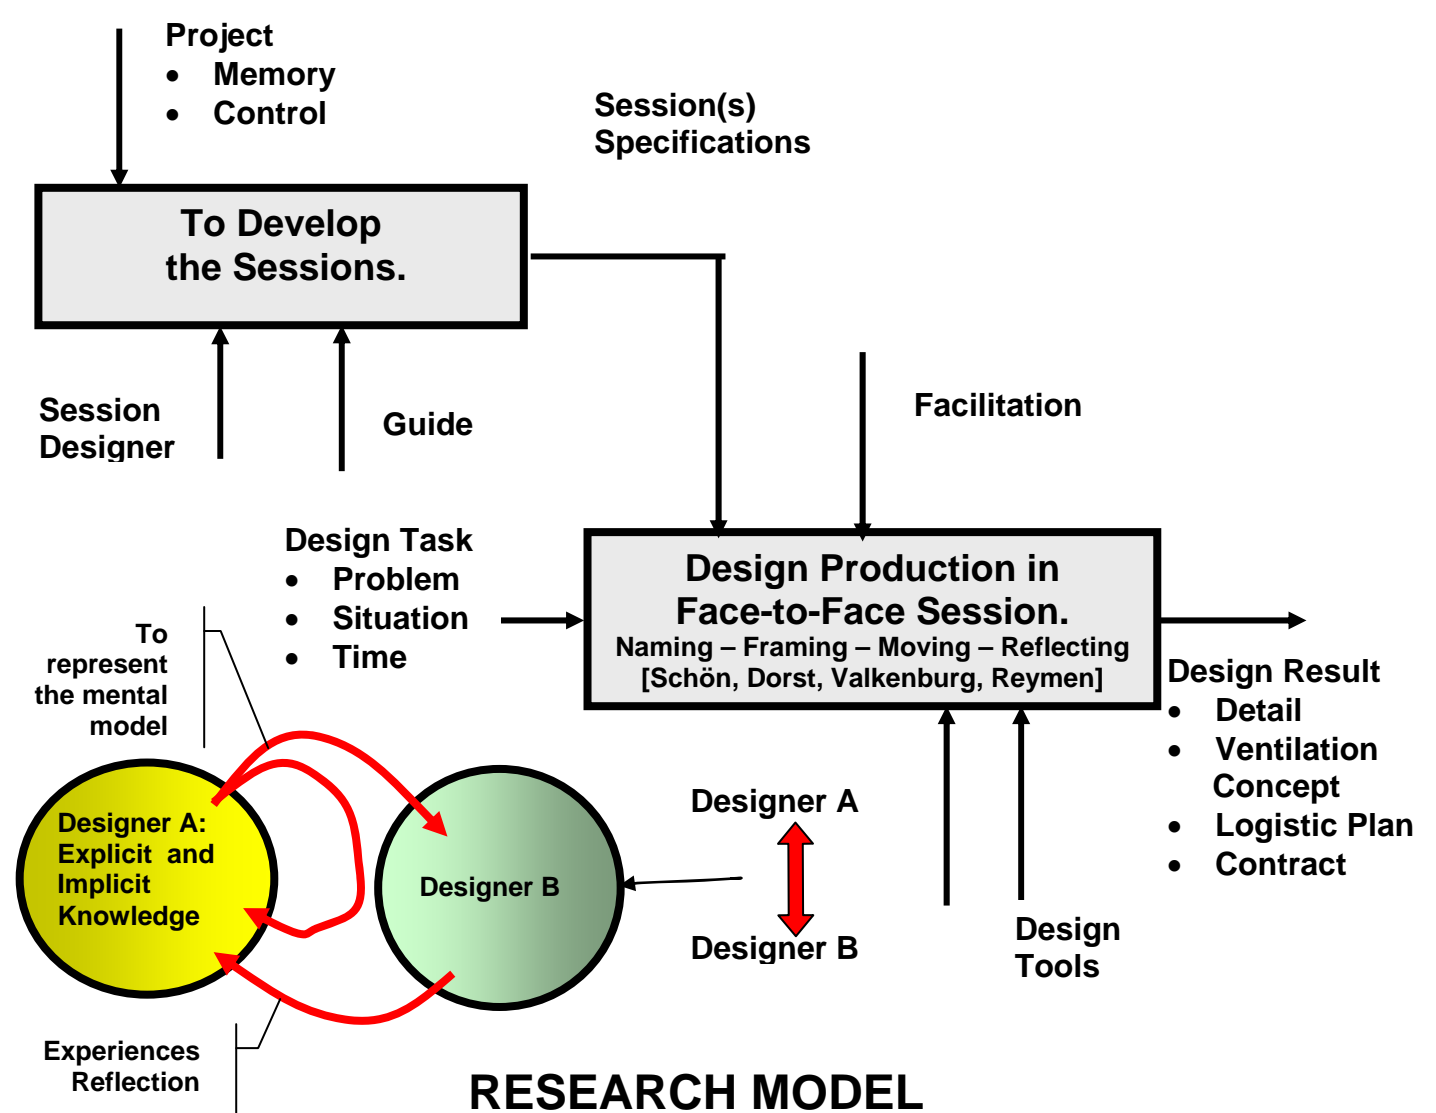 Project
• Memory
• Control
Session(s)
Specifications
To Develop
the Sessions.
Session
Designer
Guide
Facilitation
Design Task
• Problem
• Situation
• Time
Design Production in
Face-to-Face Session.
Naming – Framing – Moving – Reflecting
[Schön, Dorst, Valkenburg, Reymen]
Design Result
• Detail
• Ventilation
Concept
• Logistic Plan
• Contract
To
represent
the mental
model
Designer A:
Explicit and
Implicit
Knowledge
Designer B
Designer A
Designer B
Design
Tools
Experiences
Reflection
RESEARCH MODEL